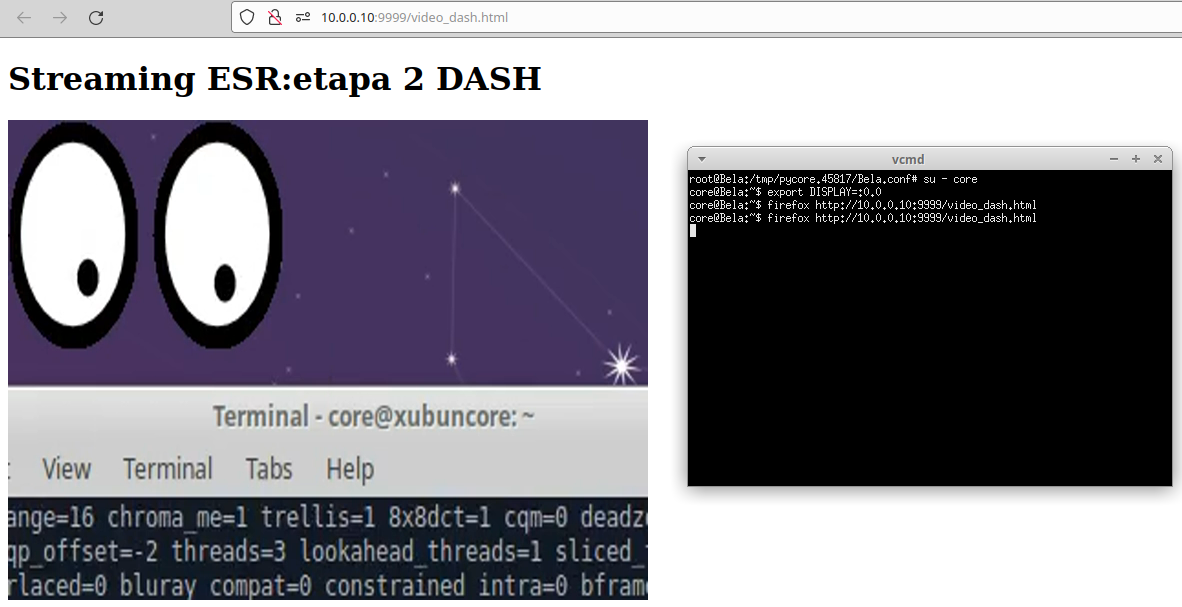 10.0.0.10:9999/video_dash.html
Streaming ESR:etapa 2 DASH
Terminal - core@xubuncore: ~
View Terminal Tabs Help
ange=16 chroma_me=1 trellis=1 8x8dct=1 cqm=0 deadz
qp_offset=-2 threads=3 lookahead_threads=1 sliced_
rlaced=0 bluray_compat=0 constrained_intra=0 bfram
vcmd
root@Bela:/tmp/pycore.45817/Bela.conf# su - core
core@Bela:~$ export DISPLAY=:0.0
core@Bela:~$ firefox http://10.0.0.10:9999/video_dash.html
core@Bela:~$ firefox http://10.0.0.10:9999/video_dash.html